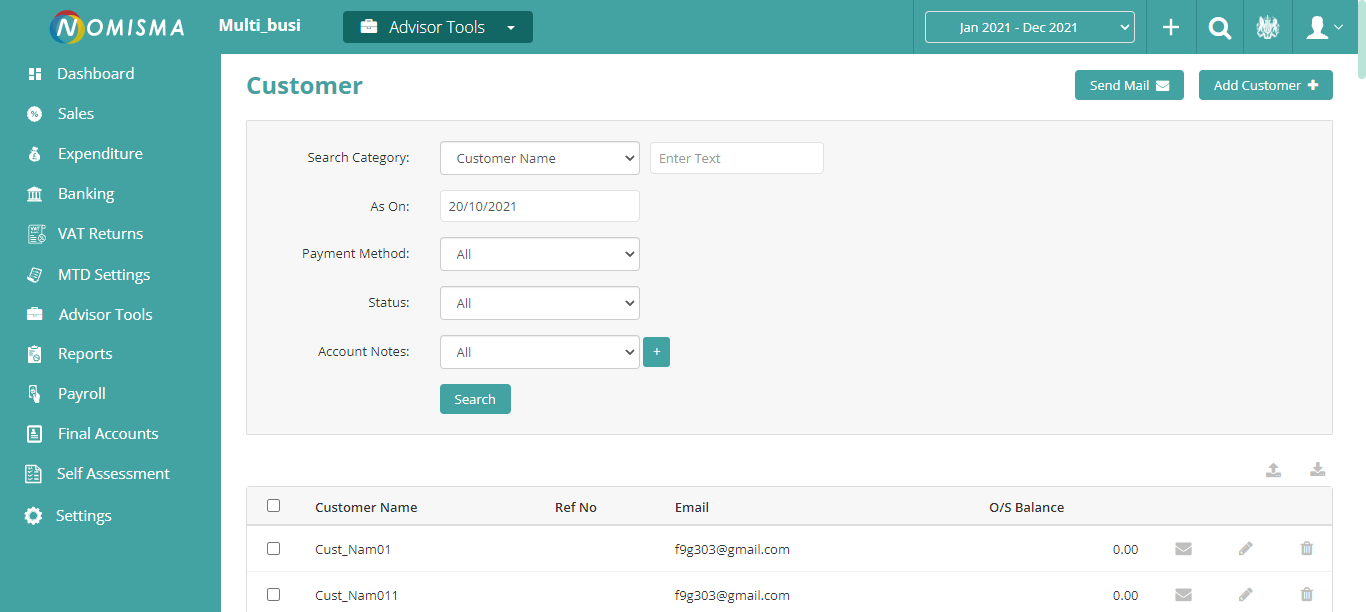 NOMISMA Multi_busi Advisor Tools Jan 2021 - Dec 2021
Dashboard
Sales
Expenditure
Banking
VAT Returns
MTD Settings
Advisor Tools
Reports
Payroll
Final Accounts
Self Assessment
Settings
Customer Send Mail Add Customer
Search Category: Customer Name Enter Text
As On: 20/10/2021
Payment Method: All
Status: All
Account Notes: All +
Search
Customer Name Ref No Email O/S Balance
Cust_Nam01 f9g303@gmail.com 0.00
Cust_Nam011 f9g303@gmail.com 0.00